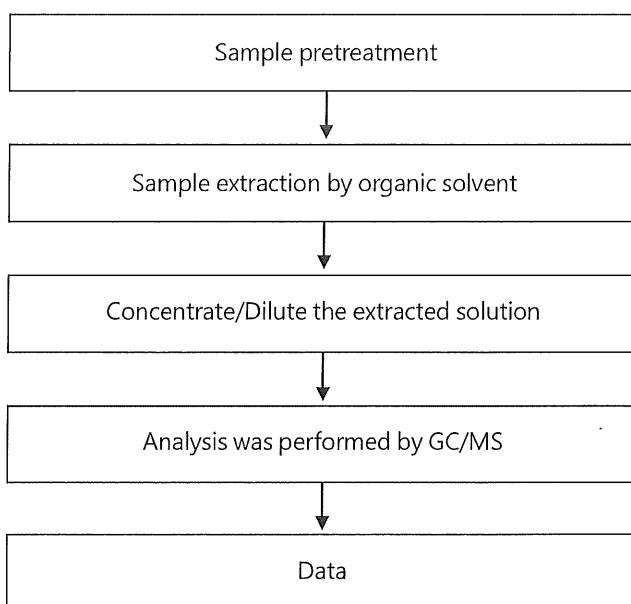 Sample pretreatment
Sample extraction by organic solvent
Concentrate/Dilute the extracted solution
Analysis was performed by GC/MS
Data